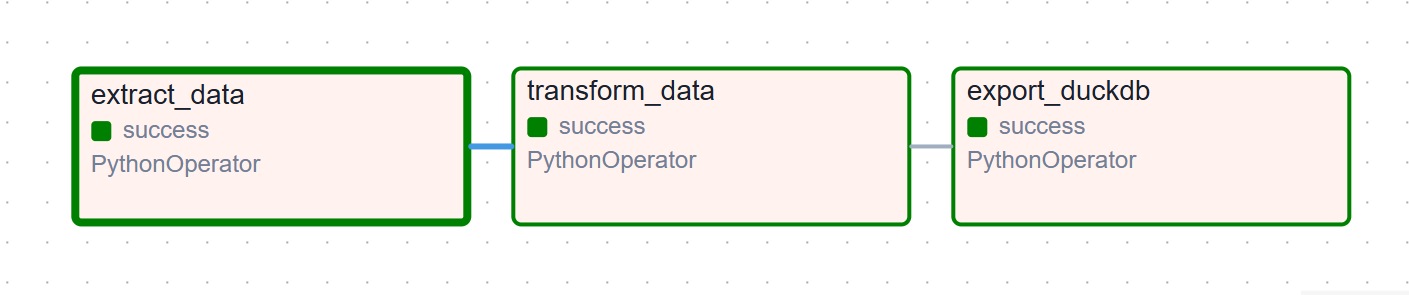 extract_data
success
PythonOperator
transform_data
success
PythonOperator
export_duckdb
success
PythonOperator